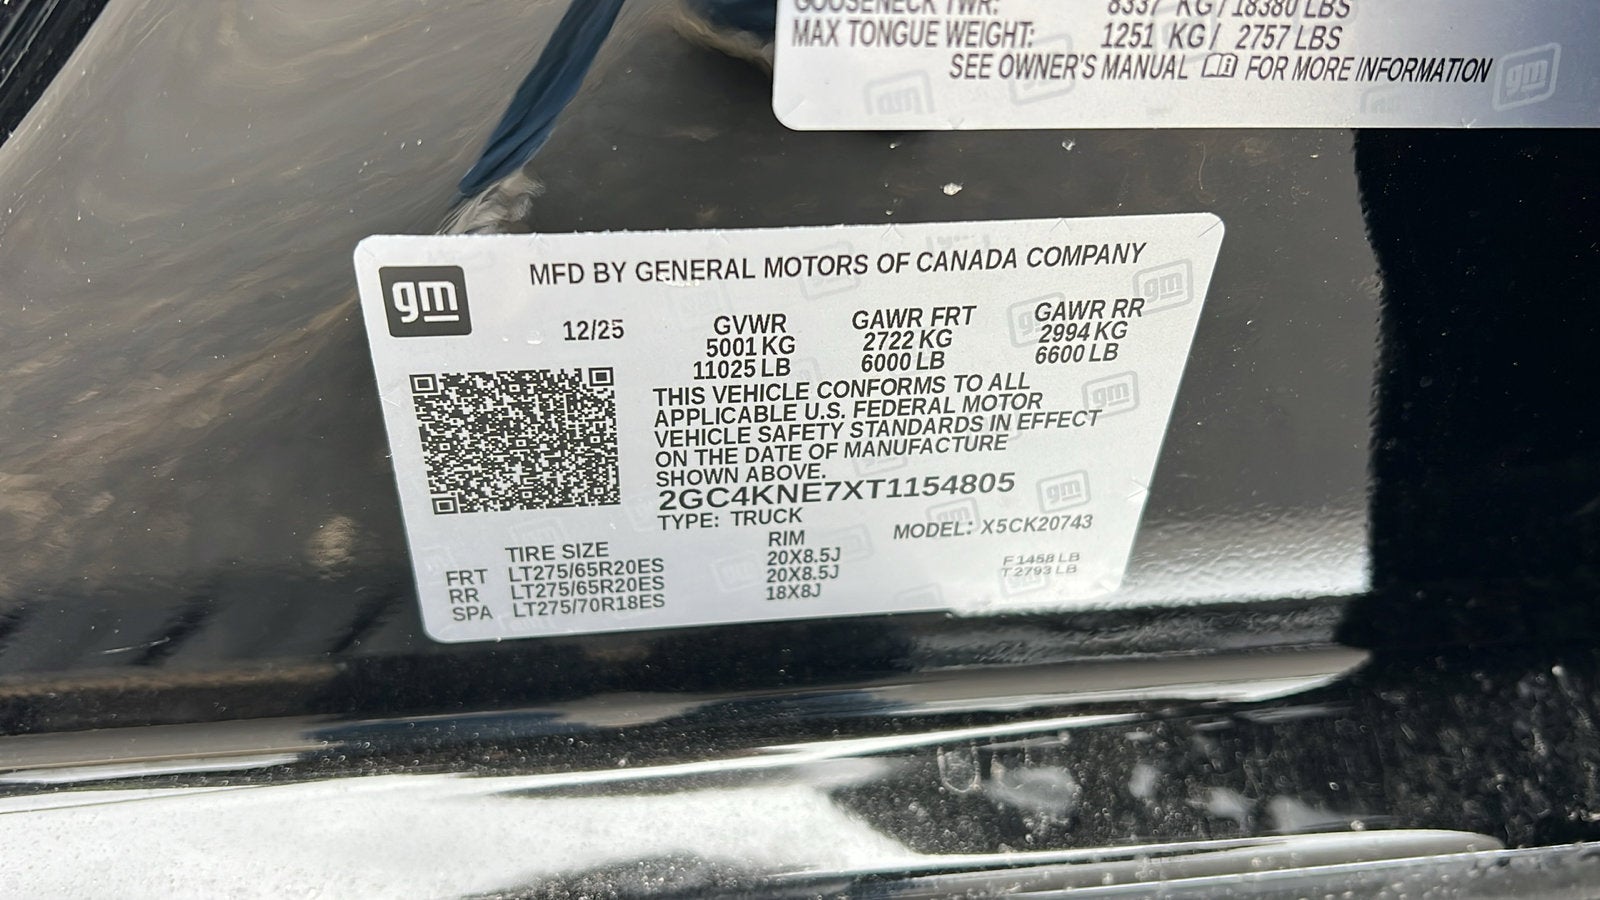 GOOSENECK TWR: 8337 KG / 18380 LBS
MAX TONGUE WEIGHT: 1251 KG / 2757 LBS
SEE OWNER'S MANUAL FOR MORE INFORMATION
gm
MFD BY GENERAL MOTORS OF CANADA COMPANY
12/25 GVWR GAWR FRT GAWR RR
5001 KG 2722 KG 2994 KG
11025 LB 6000 LB 6600 LB
THIS VEHICLE CONFORMS TO ALL
APPLICABLE U.S. FEDERAL MOTOR
VEHICLE SAFETY STANDARDS IN EFFECT
ON THE DATE OF MANUFACTURE
SHOWN ABOVE.
2GC4KNE7XT1154805
TYPE: TRUCK MODEL: X5CK20743
TIRE SIZE RIM
FRT LT275/65R20ES 20X8.5J F1458 LB
RR LT275/65R20ES 20X8.5J T2793 LB
SPA LT275/70R18ES 18X8J